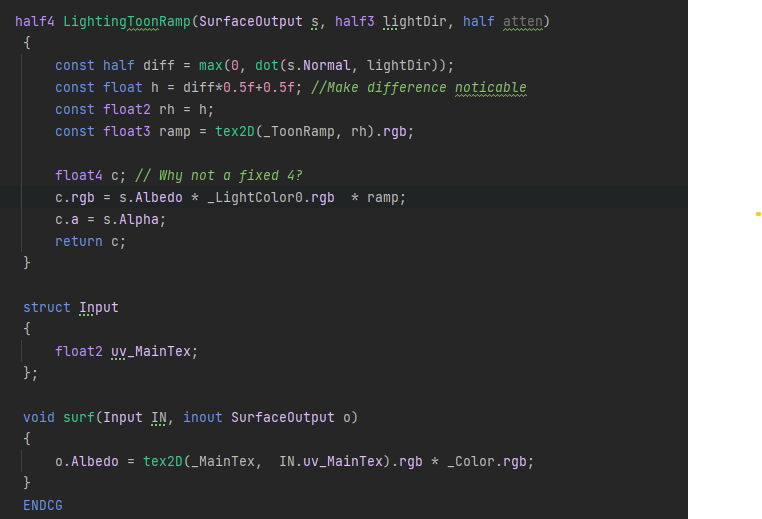 half4 LightingToonRamp(SurfaceOutput s, half3 lightDir, half atten)
{
const half diff = max(0, dot(s.Normal, lightDir));
const float h = diff*0.5f+0.5f; //Make difference noticable
const float2 rh = h;
const float3 ramp = tex2D(_ToonRamp, rh).rgb;
float4 c; // Why not a fixed 4?
c.rgb = s.Albedo * _LightColor0.rgb  * ramp;
c.a = s.Alpha;
return c;
}
struct Input
{
float2 uv_MainTex;
};
void surf(Input IN, inout SurfaceOutput o)
{
o.Albedo = tex2D(_MainTex,  IN.uv_MainTex).rgb * _Color.rgb;
}
ENDCG